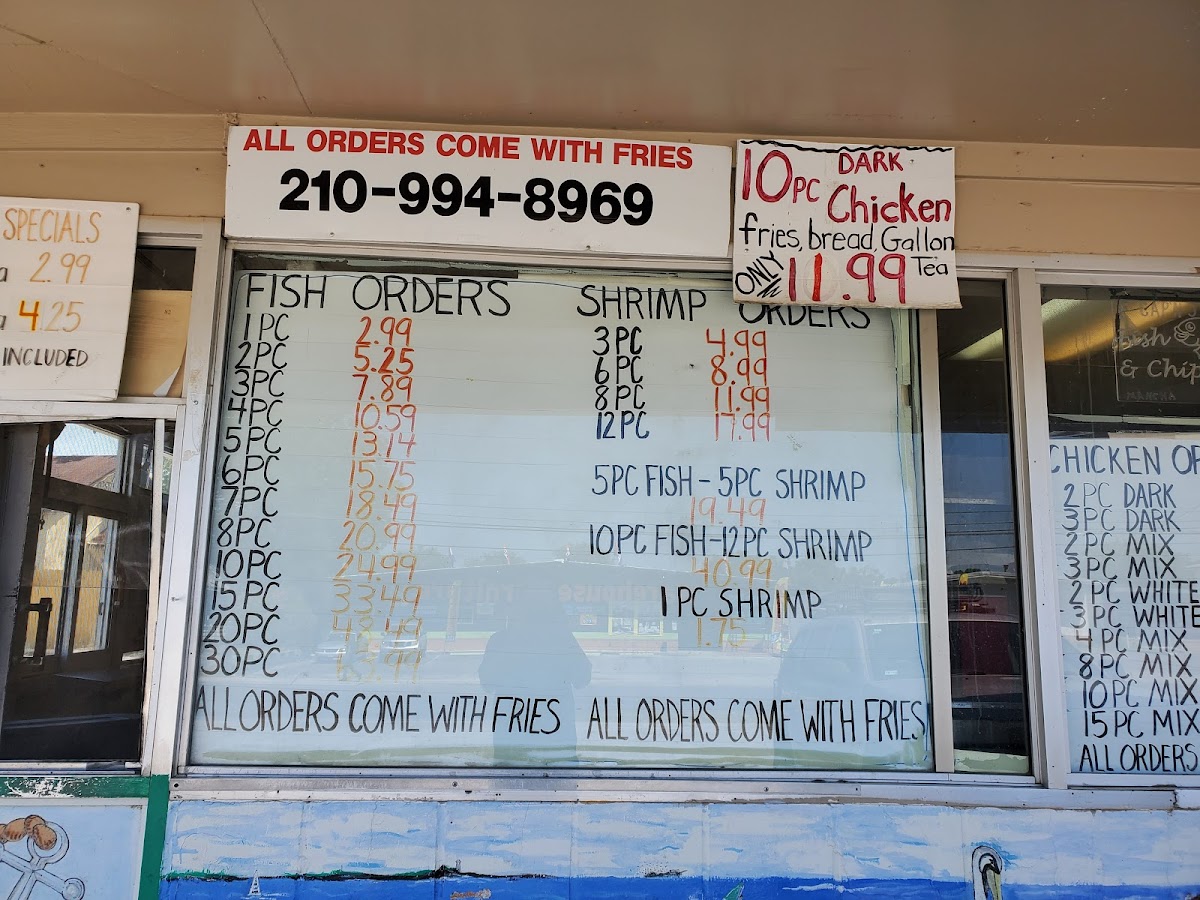 ALL ORDERS COME WITH FRIES
210-994-8969
10PC DARK
Chicken
fries, bread, Gallon
Tea
ONLY 11.99
SPECIALS
2.99
4.25
INCLUDED
FISH ORDERS
1PC 2.99
2PC 5.25
3PC 7.89
4PC 10.59
5PC 13.14
6PC 15.75
7PC 18.49
8PC 20.99
10PC 24.99
15PC 33.49
20PC
30PC
ALL ORDERS COME WITH FRIES
SHRIMP ORDERS
3PC 4.99
6PC 8.99
8PC 11.99
12PC 17.99
5PC FISH - 5PC SHRIMP
19.49
10PC FISH-12PC SHRIMP
40.99
1PC SHRIMP
1.75
ALL ORDERS COME WITH FRIES
& Chip
CHICKEN OR
2PC DARK
3PC DARK
2PC MIX
3PC MIX
2PC WHITE
3PC WHITE
4PC MIX
8PC MIX
10PC MIX
15PC MIX
ALL ORDERS